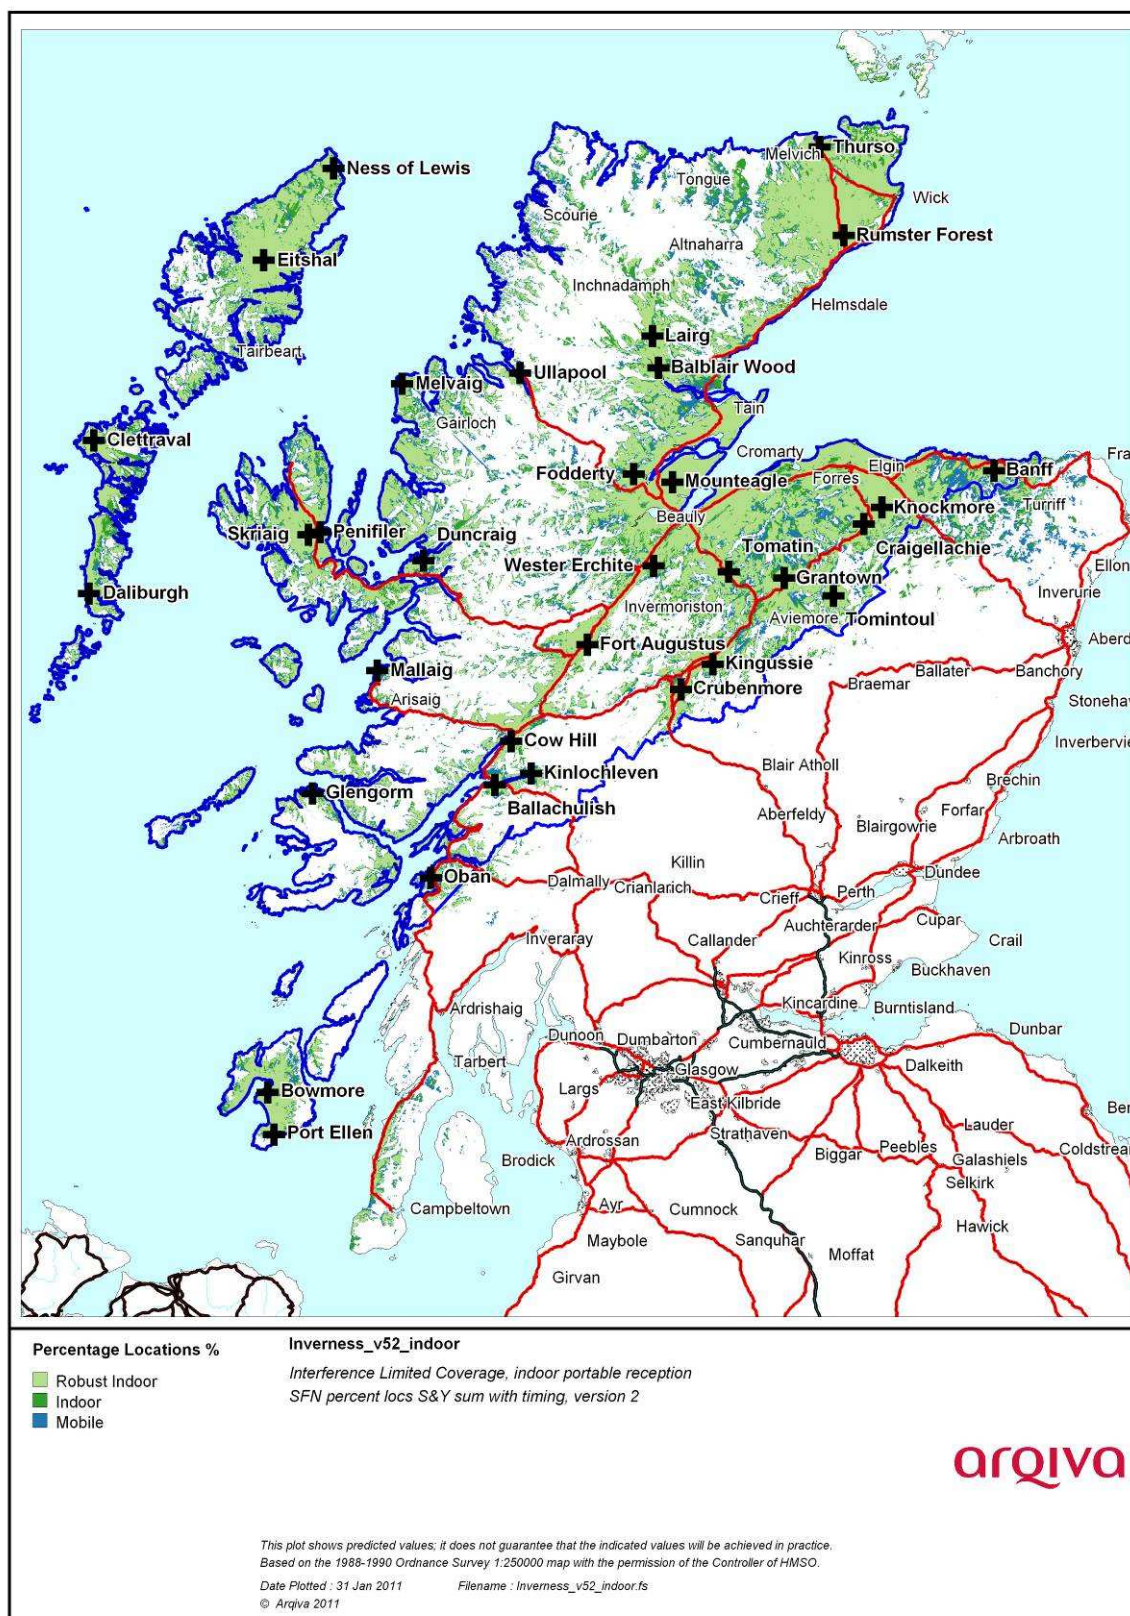 Thurso
Melvich
Ness of Lewis
Tongue
Wick
Scourie
Rumster Forest
Altnaharra
Eitshal
Inchnadamph
Helmsdale
Lairg
Tairbeart
Balblair Wood
Ullapool
Melvaig
Tain
Gairloch
Clettraval
Cromarty
Fra
Elgin
Banff
Fodderty
Forres
Mounteagle
Turriff
Knockmore
Beauly
Skriaig
Penifiler
Duncraig
Craigellachie
Tomatin
Wester Erchite
Ellon
Grantown
Daliburgh
Inverurie
Invermoriston
Aviemore
Tomintoul
Aberd
Fort Augustus
Kingussie
Mallaig
Ballater
Banchory
Braemar
Crubenmore
Arisaig
Stonehav
Cow Hill
Inverbervie
Blair Atholl
Kinlochleven
Brechin
Glengorm
Ballachulish
Aberfeldy
Forfar
Blairgowrie
Arbroath
Killin
Oban
Dalmally
Crianlarich
Dundee
Perth
Crieff
Auchterarder
Cupar
Inveraray
Callander
Crail
Kinross
Buckhaven
Ardrishaig
Kincardine
Burntisland
Dunbar
Dunoon
Dumbarton
Cumbernauld
Tarbert
Glasgow
Dalkeith
Largs
Bowmore
East Kilbride
Ber
Lauder
Port Ellen
Ardrossan
Strathaven
Peebles
Coldstrear
Biggar
Galashiels
Brodick
Selkirk
Ayr
Campbeltown
Cumnock
Hawick
Maybole
Sanquhar
Moffat
Girvan
Percentage Locations %
Robust Indoor
Indoor
Mobile
Inverness_v52_indoor
Interference Limited Coverage, indoor portable reception
SFN percent locs S&Y sum with timing, version 2
arqiva
This plot shows predicted values; it does not guarantee that the indicated values will be achieved in practice.
Based on the 1988-1990 Ordnance Survey 1:250000 map with the permission of the Controller of HMSO.
Date Plotted : 31 Jan 2011 Filename : Inverness_v52_indoor.fs
© Arqiva 2011